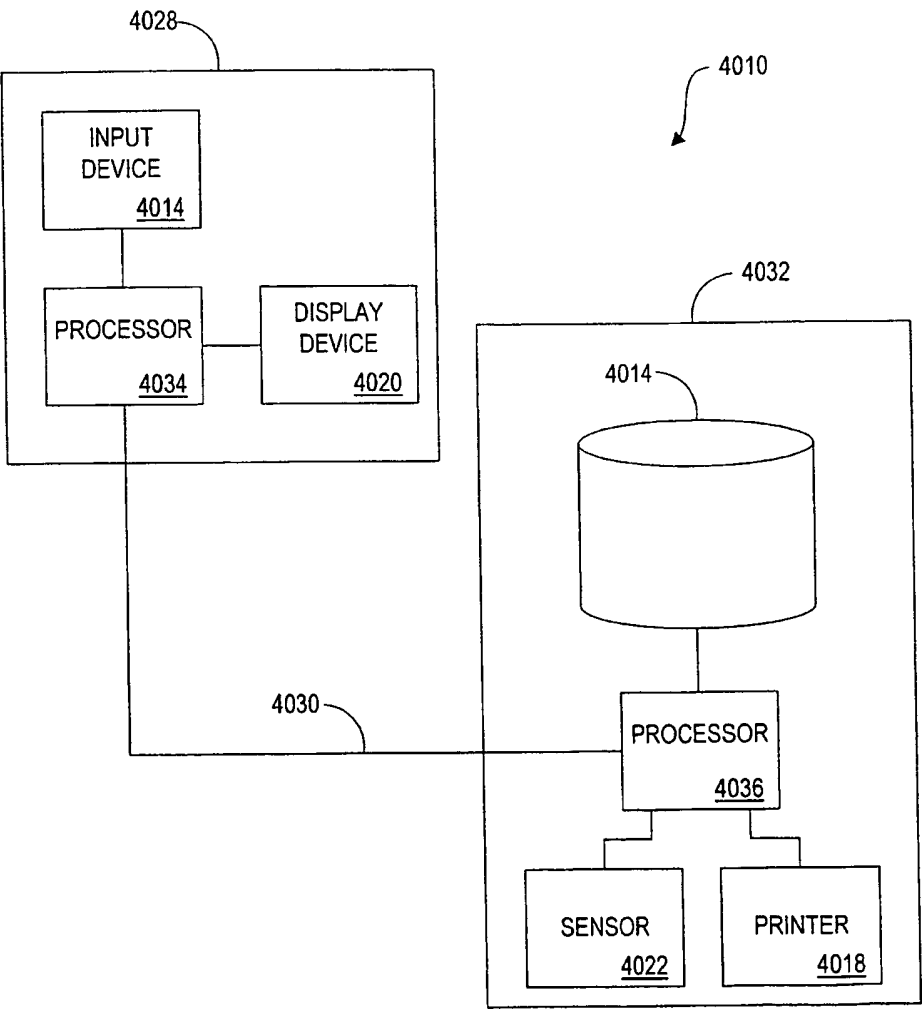 4028
4010
INPUT
DEVICE
4014
PROCESSOR
4034
DISPLAY
DEVICE
4020
4032
4014
4030
PROCESSOR
4036
SENSOR
4022
PRINTER
4018